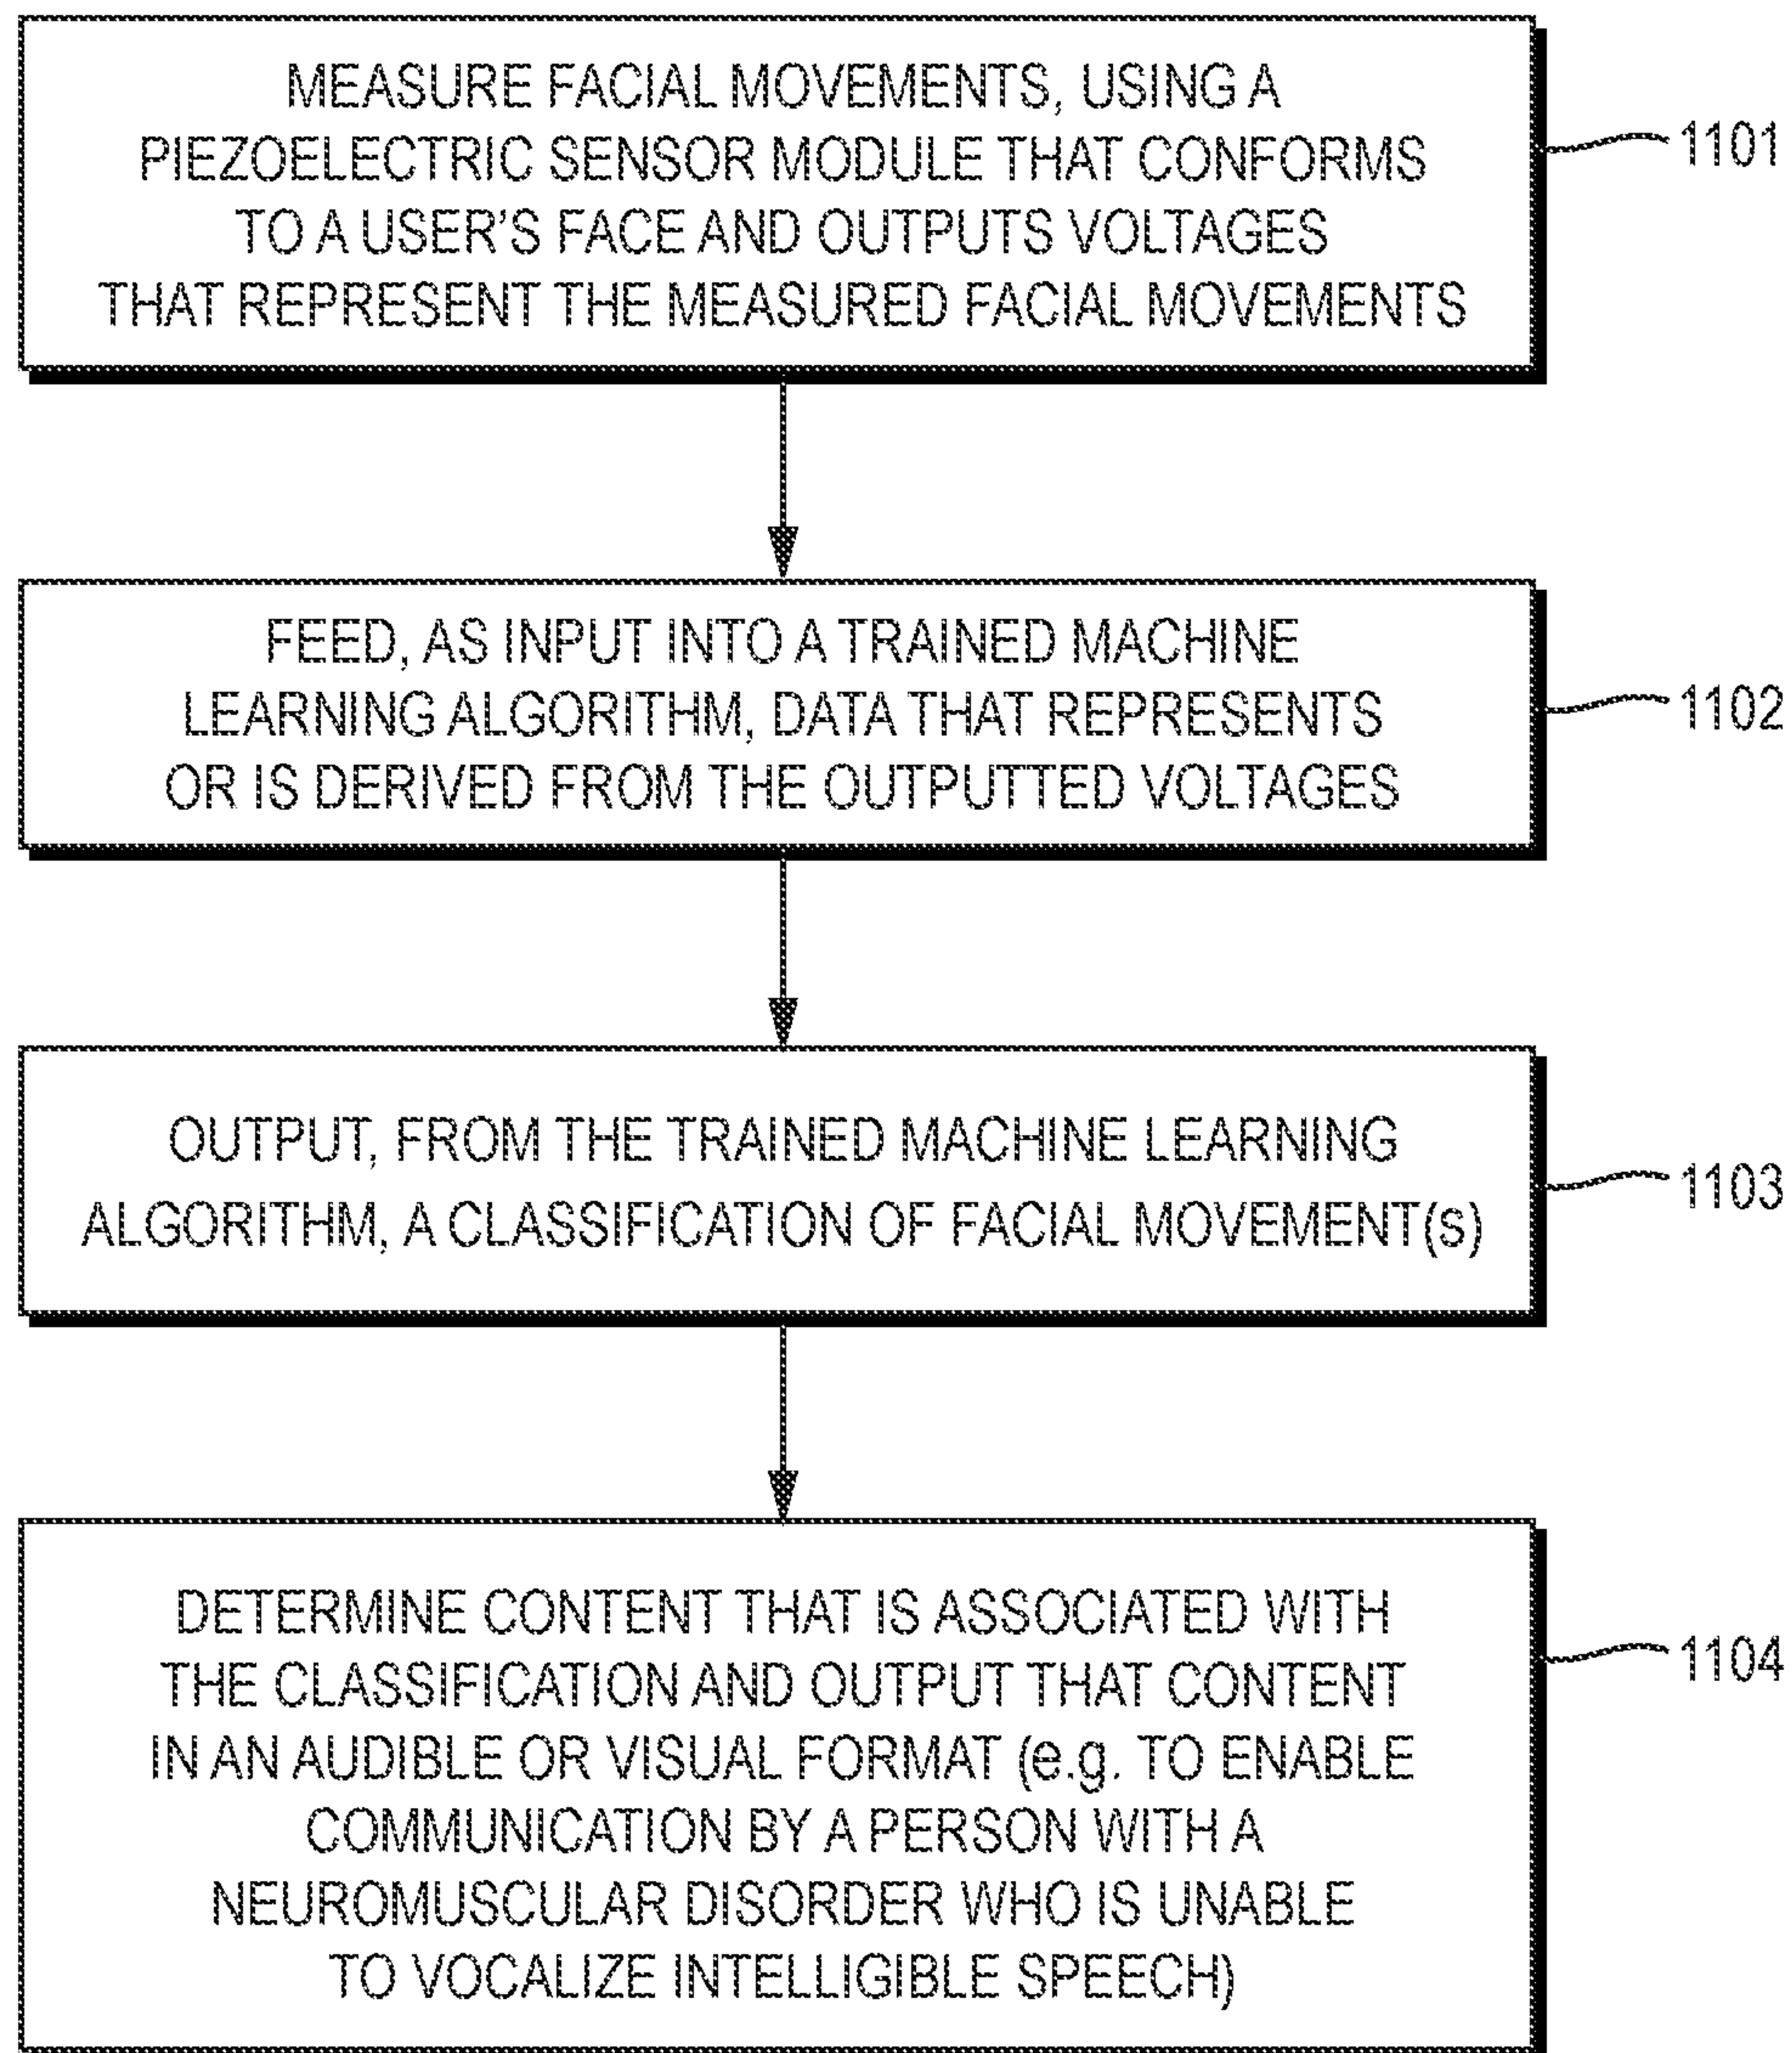 MEASURE FACIAL MOVEMENTS, USING A
PIEZOELECTRIC SENSOR MODULE THAT CONFORMS
TO A USER'S FACE AND OUTPUTS VOLTAGES
THAT REPRESENT THE MEASURED FACIAL MOVEMENTS
1101
FEED, AS INPUT INTO A TRAINED MACHINE
LEARNING ALGORITHM, DATA THAT REPRESENTS
OR IS DERIVED FROM THE OUTPUTTED VOLTAGES
1102
OUTPUT, FROM THE TRAINED MACHINE LEARNING
ALGORITHM, A CLASSIFICATION OF FACIAL MOVEMENT(s)
1103
DETERMINE CONTENT THAT IS ASSOCIATED WITH
THE CLASSIFICATION AND OUTPUT THAT CONTENT
IN AN AUDIBLE OR VISUAL FORMAT (e.g. TO ENABLE
COMMUNICATION BY A PERSON WITH A
NEUROMUSCULAR DISORDER WHO IS UNABLE
TO VOCALIZE INTELLIGIBLE SPEECH)
1104